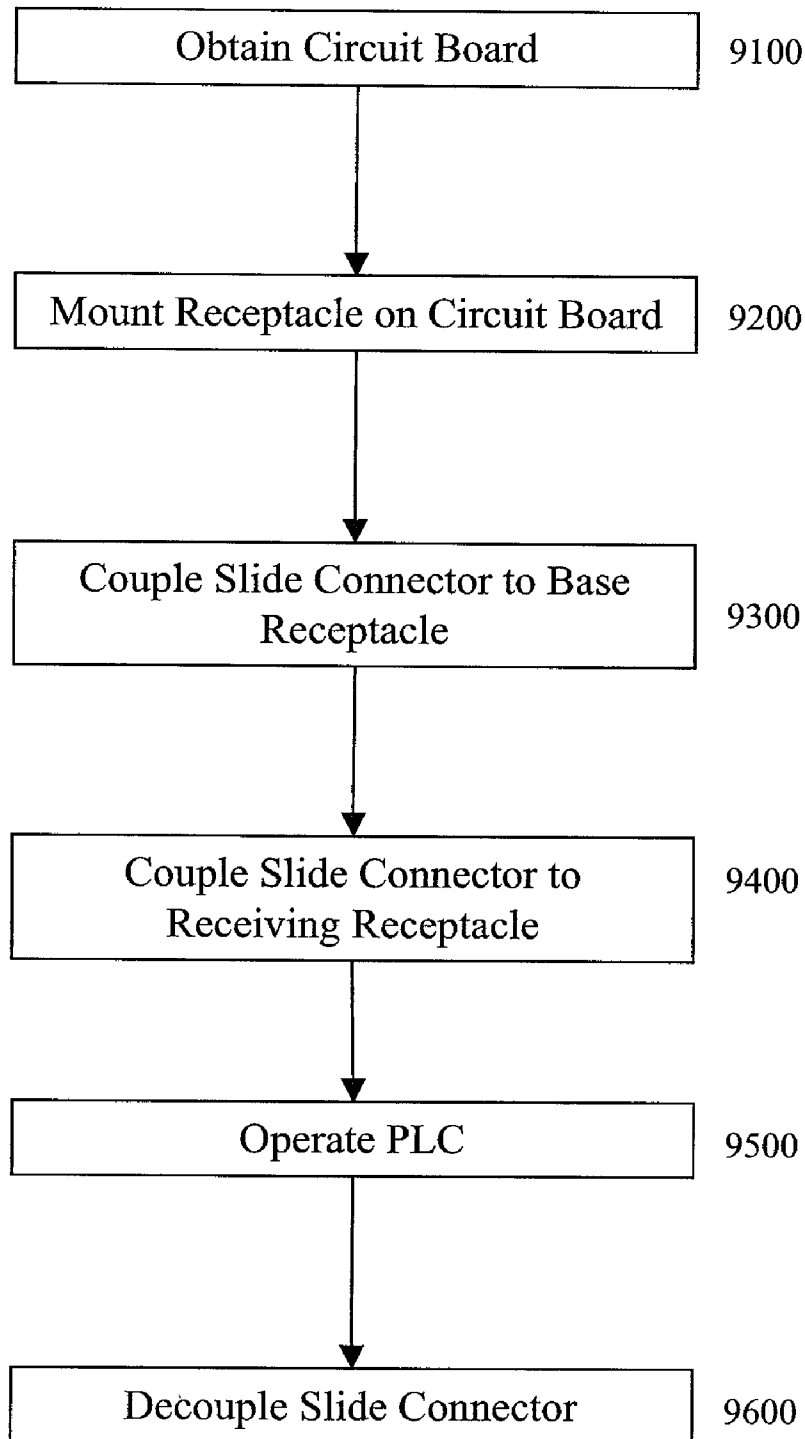 Obtain Circuit Board 9100
Mount Receptacle on Circuit Board 9200
Couple Slide Connector to Base
Receptacle
9300
Couple Slide Connector to
Receiving Receptacle
9400
Operate PLC 9500
Decouple Slide Connector 9600